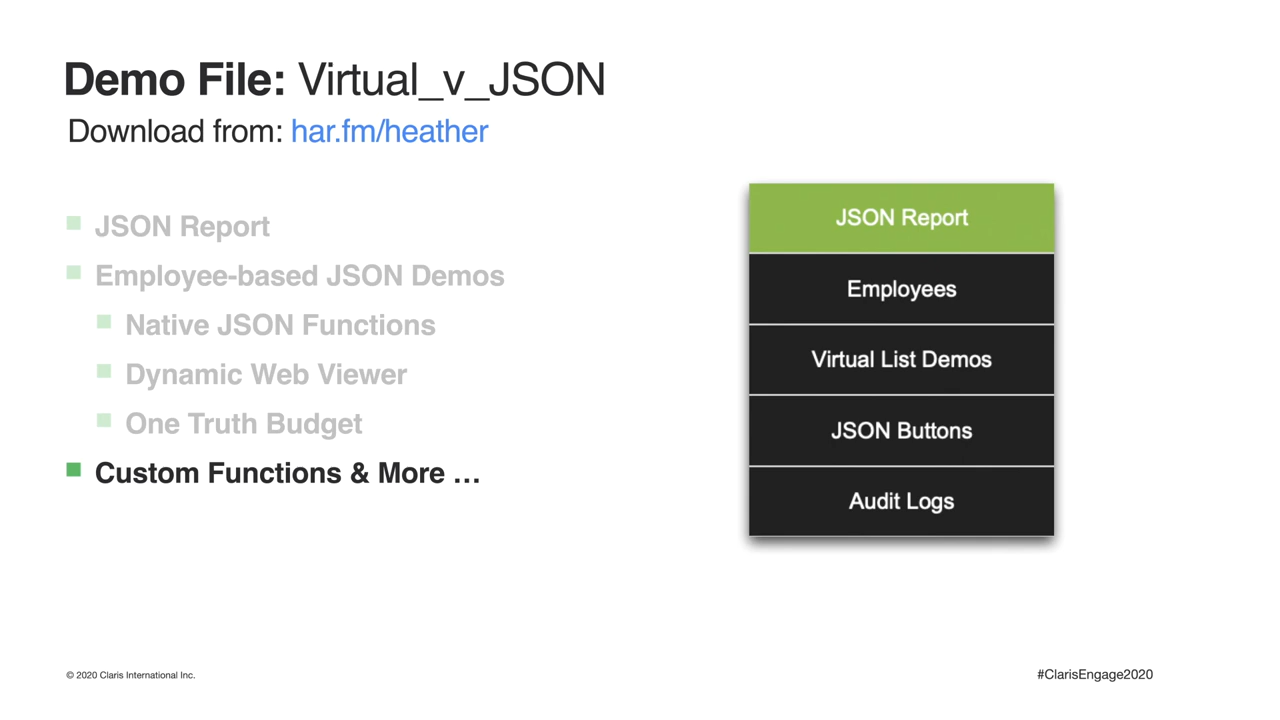 Demo File: Virtual_v_JSON
Download from: har.fm/heather
JSON Report
Employee-based JSON Demos
Native JSON Functions
Dynamic Web Viewer
One Truth Budget
Custom Functions & More …
JSON Report
Employees
Virtual List Demos
JSON Buttons
Audit Logs
© 2020 Claris International Inc.
#ClarisEngage2020